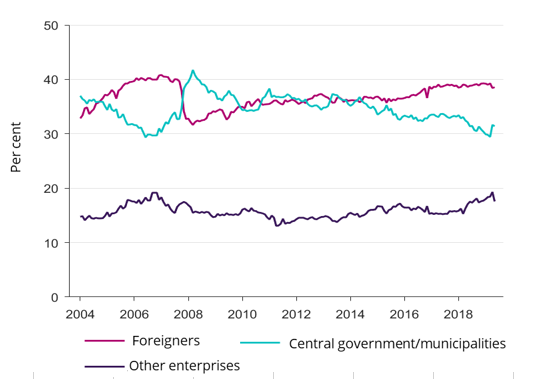 50
40
30
20
10
0
Per cent
2004 2006 2008 2010 2012 2014 2016 2018
Foreigners
Central government/municipalities
Other enterprises